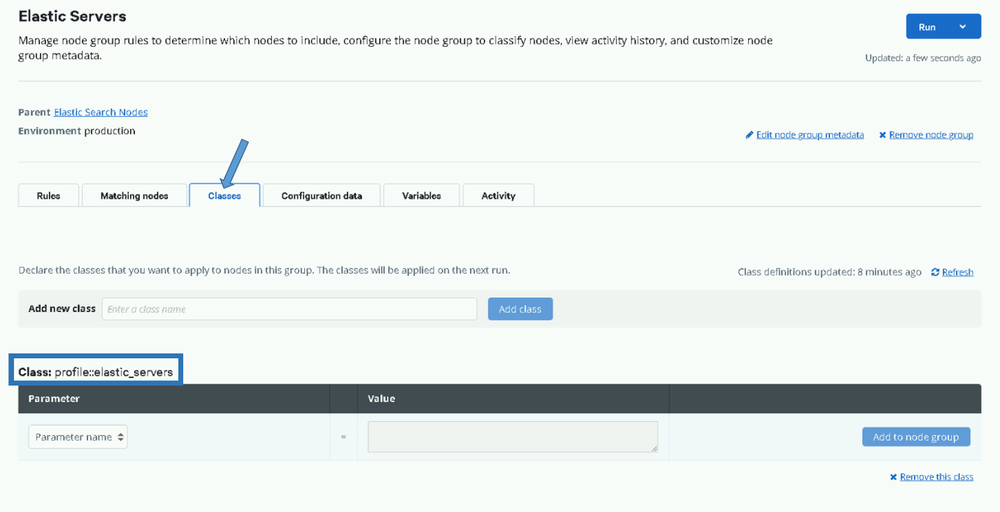 Elastic Servers
Run
Manage node group rules to determine which nodes to include, configure the node group to classify nodes, view activity history, and customize node
group metadata.
Updated: a few seconds ago
Parent Elastic Search Nodes
Environment production
Edit node group metadata
Remove node group
Rules
Matching nodes
Classes
Configuration data
Variables
Activity
Declare the classes that you want to apply to nodes in this group. The classes will be applied on the next run.
Class definitions updated: 8 minutes ago
Refresh
Add new class
Enter a class name
Add class
Class: profile::elastic_servers
Parameter
Value
Parameter name
=
Add to node group
Remove this class